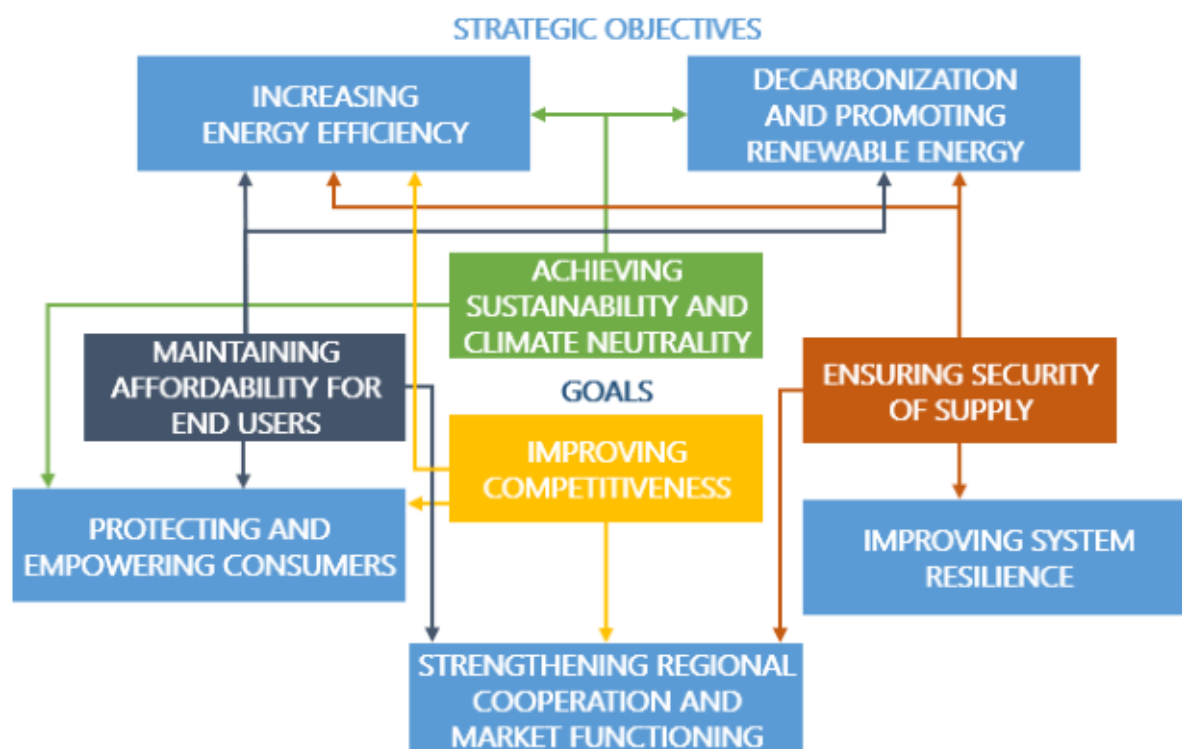 STRATEGIC OBJECTIVES
INCREASING
ENERGY EFFICIENCY
DECARBONIZATION
AND PROMOTING
RENEWABLE ENERGY
ACHIEVING
SUSTAINABILITY AND
CLIMATE NEUTRALITY
MAINTAINING
AFFORDABILITY FOR
END USERS
GOALS
ENSURING SECURITY
OF SUPPLY
IMPROVING
COMPETITIVENESS
PROTECTING AND
EMPOWERING CONSUMERS
IMPROVING SYSTEM
RESILIENCE
STRENGTHENING REGIONAL
COOPERATION AND
MARKET FUNCTIONING